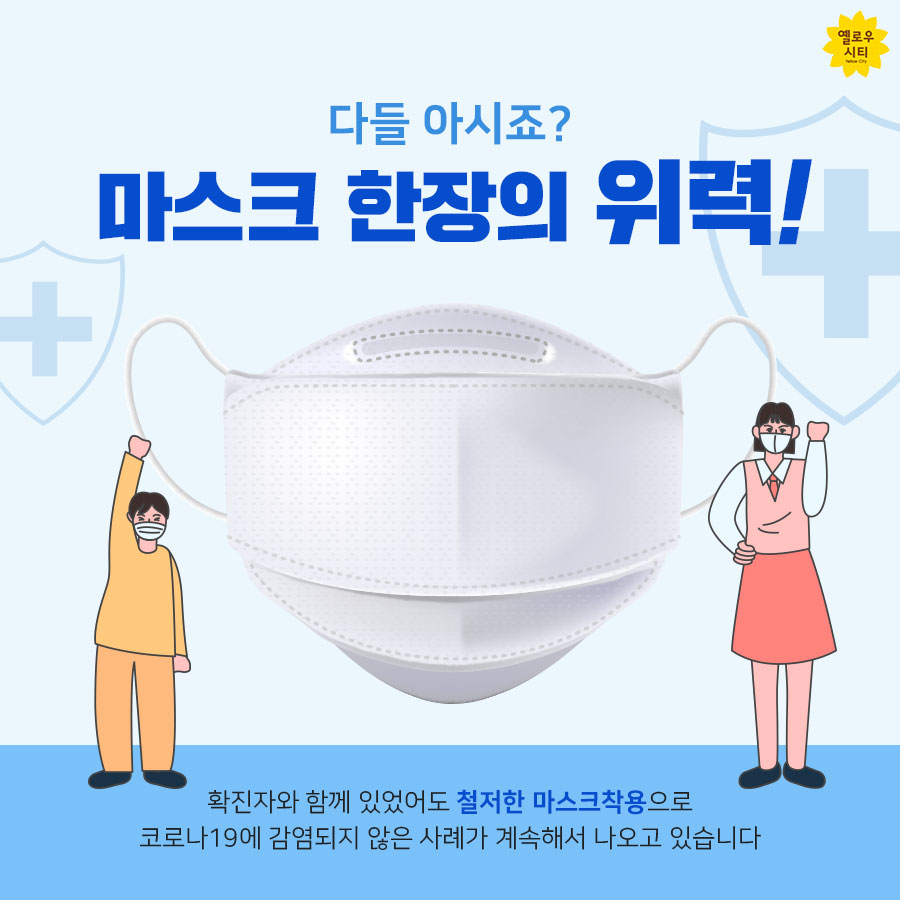 옐로우
시티
Yellow City
다들 아시죠?
마스크 한장의 위력!
확진자와 함께 있었어도 철저한 마스크착용으로
코로나19에 감염되지 않은 사례가 계속해서 나오고 있습니다